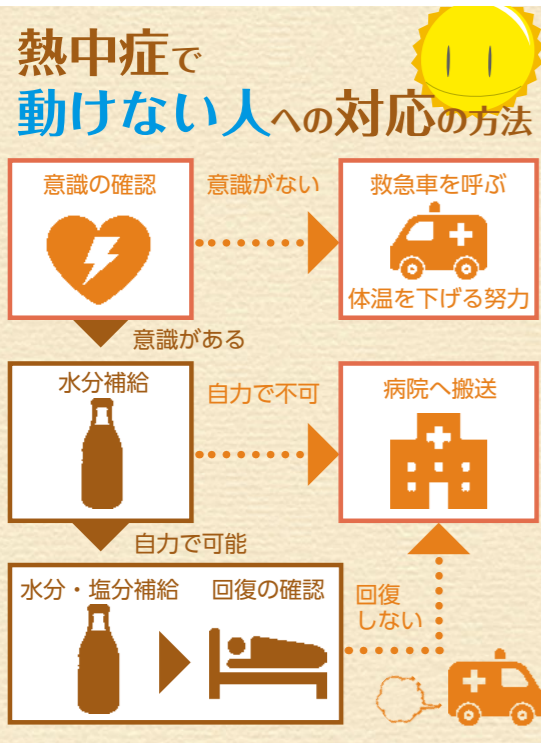 熱中症で
動けない人への対応の方法
意識の確認
意識がない
救急車を呼ぶ
体温を下げる努力
意識がある
水分補給
自力で不可
病院へ搬送
自力で可能
水分・塩分補給
回復の確認
回復
しない